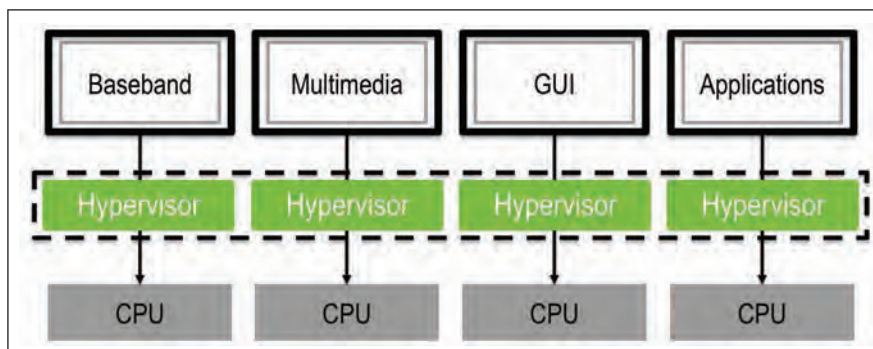 Baseband Multimedia GUI Applications
Hypervisor Hypervisor Hypervisor Hypervisor
CPU CPU CPU CPU